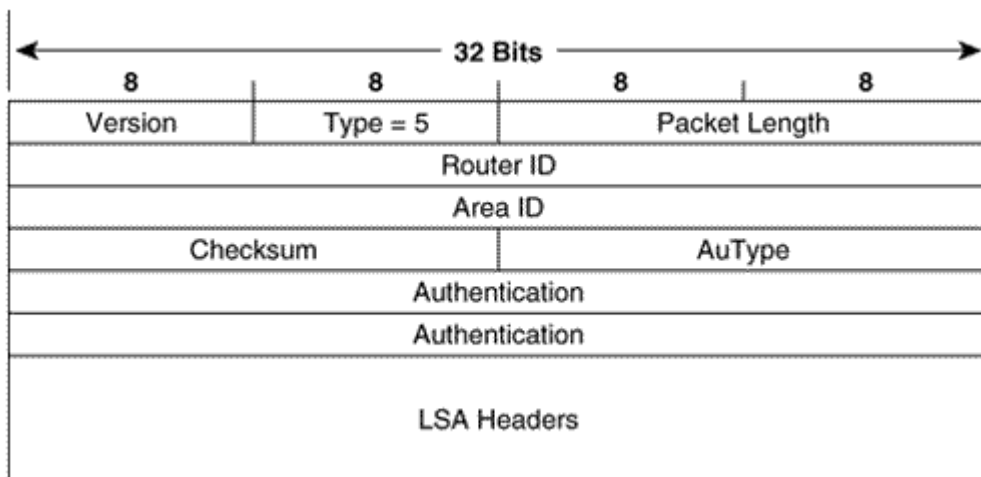 32 Bits
8 8 8 8
Version Type = 5 Packet Length
Router ID
Area ID
Checksum AuType
Authentication
Authentication
LSA Headers